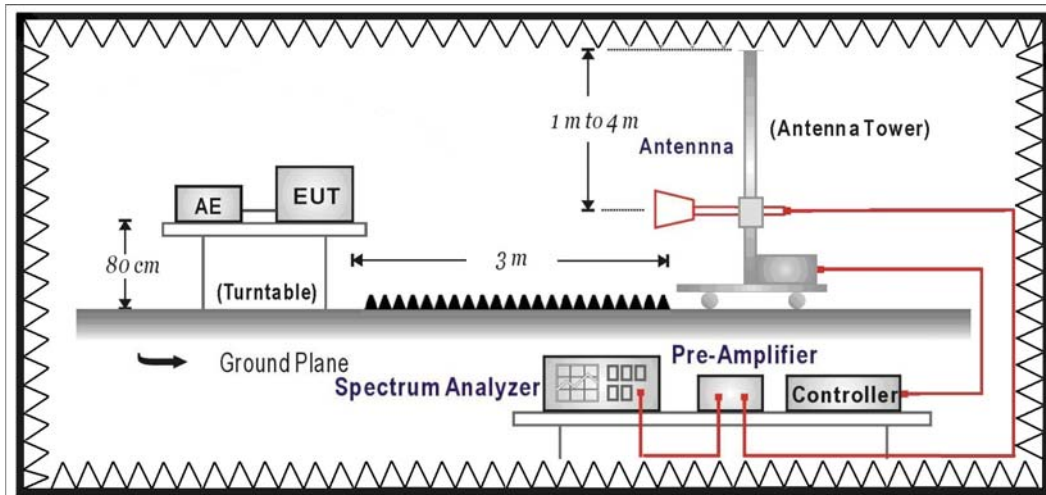 1 m to 4 m
(Antenna Tower)
Antennna
EUT
AE
80 cm
3 m
(Turntable)
Ground Plane
Pre-Amplifier
Spectrum Analyzer
Controller